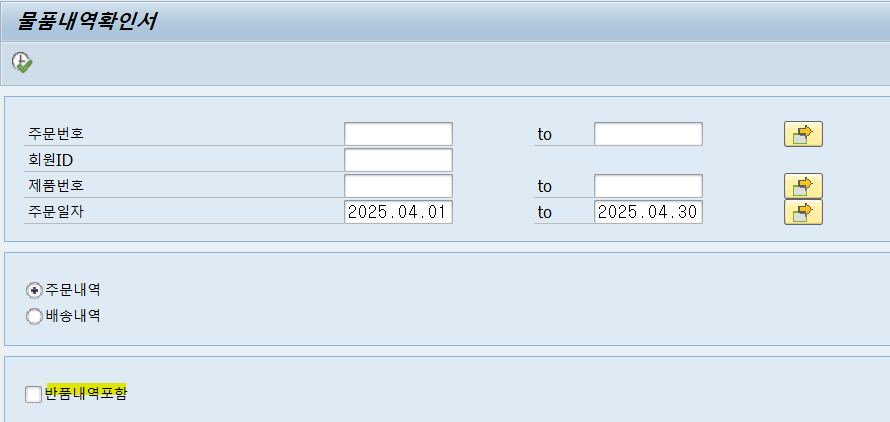 물품내역확인서
주문번호 to
회원ID
제품번호 to
주문일자 2025.04.01 to 2025.04.30
주문내역
배송내역
반품내역포함